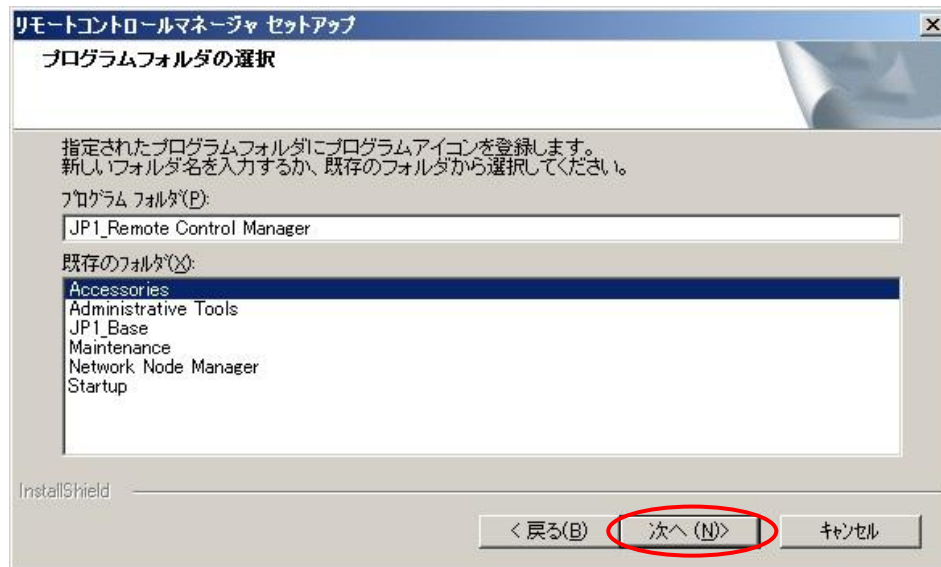 リモートコントロールマネージャ セットアップ
プログラムフォルダの選択
指定されたプログラムフォルダにプログラムアイコンを登録します。
新しいフォルダ名を入力するか、既存のフォルダから選択してください。
ﾌﾟﾛｸﾞﾗﾑ ﾌｫﾙﾀﾞ(P):
JP1_Remote Control Manager
既存のﾌｫﾙﾀﾞ(X):
Accessories
Administrative Tools
JP1_Base
Maintenance
Network Node Manager
Startup
InstallShield
< 戻る(B) 次へ (N)> ｷｬﾝｾﾙ